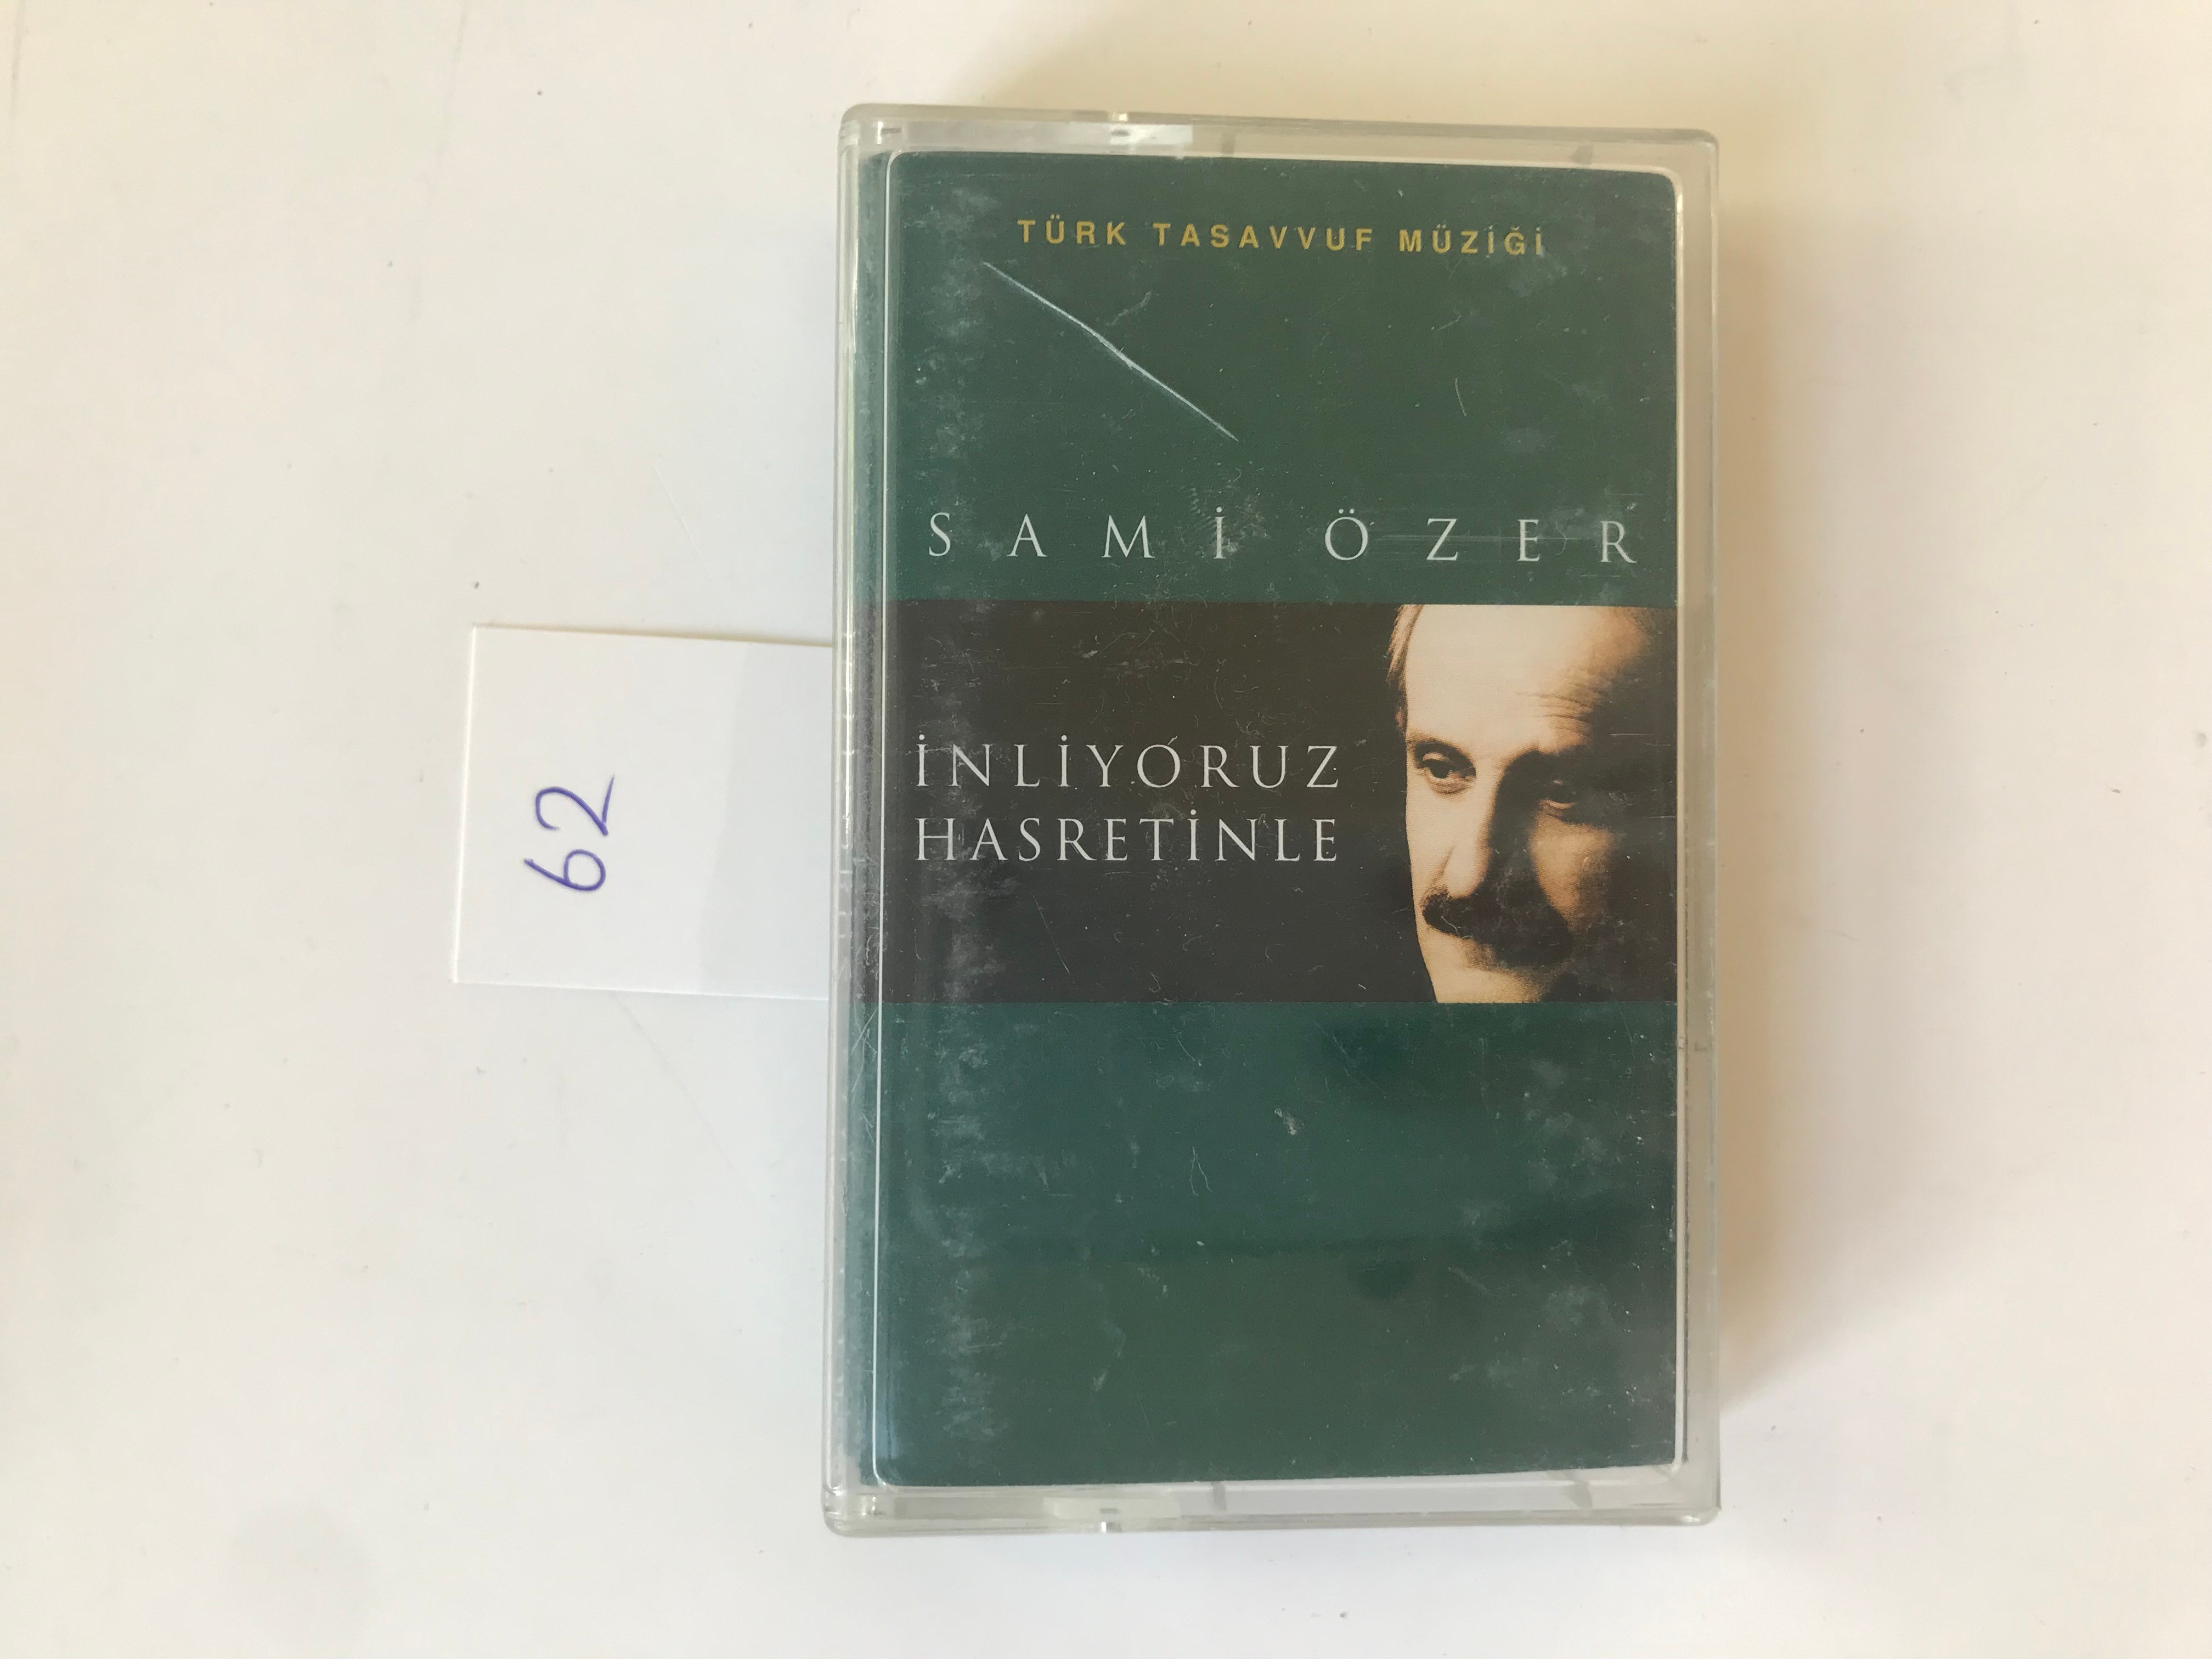 TÜRK TASAVVUF MÜZİĞİ
SAMİ ÖZER
İNLİYORUZ
HASRETİNLE
62